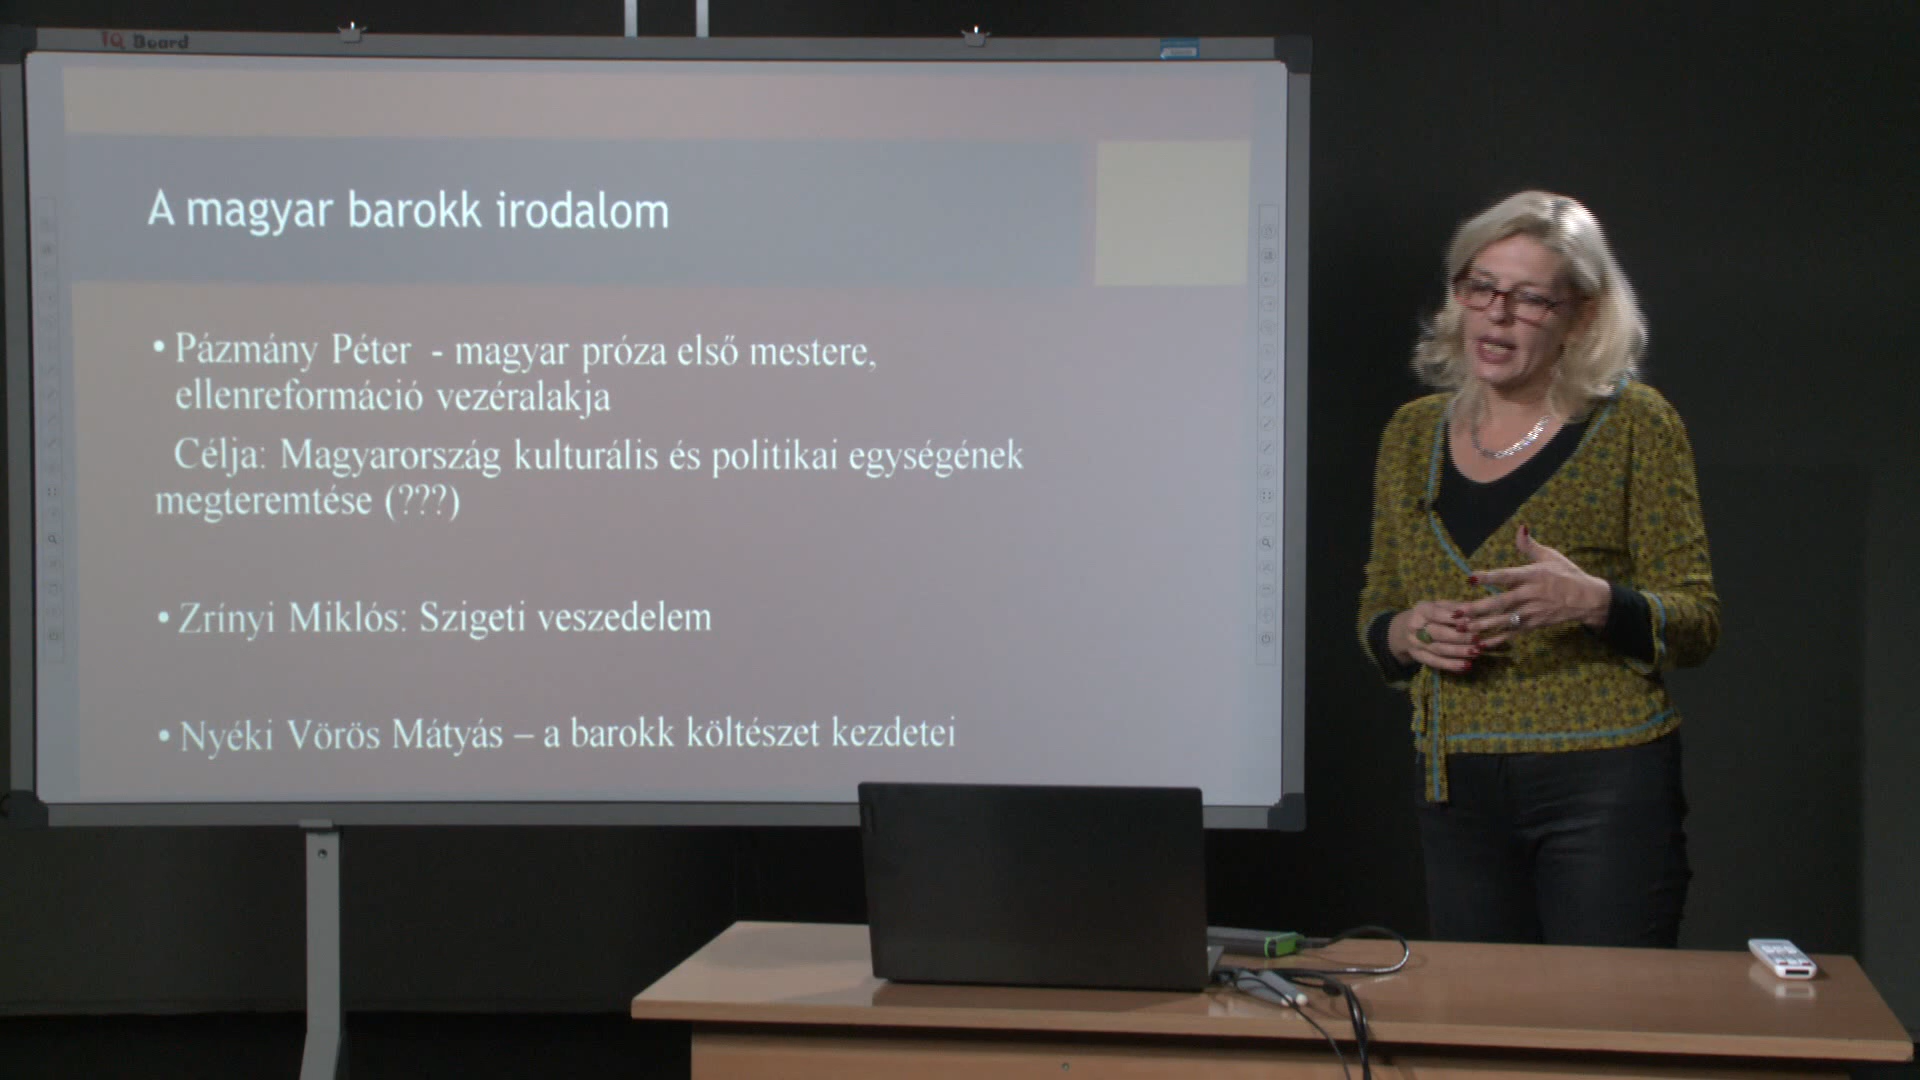 IQ Board
A magyar barokk irodalom
• Pázmány Péter - magyar próza első mestere,
ellenreformáció vezéralakja
Célja: Magyarország kulturális és politikai egységének
megteremtése (???)
• Zrínyi Miklós: Szigeti veszedelem
• Nyéki Vörös Mátyás – a barokk költészet kezdetei